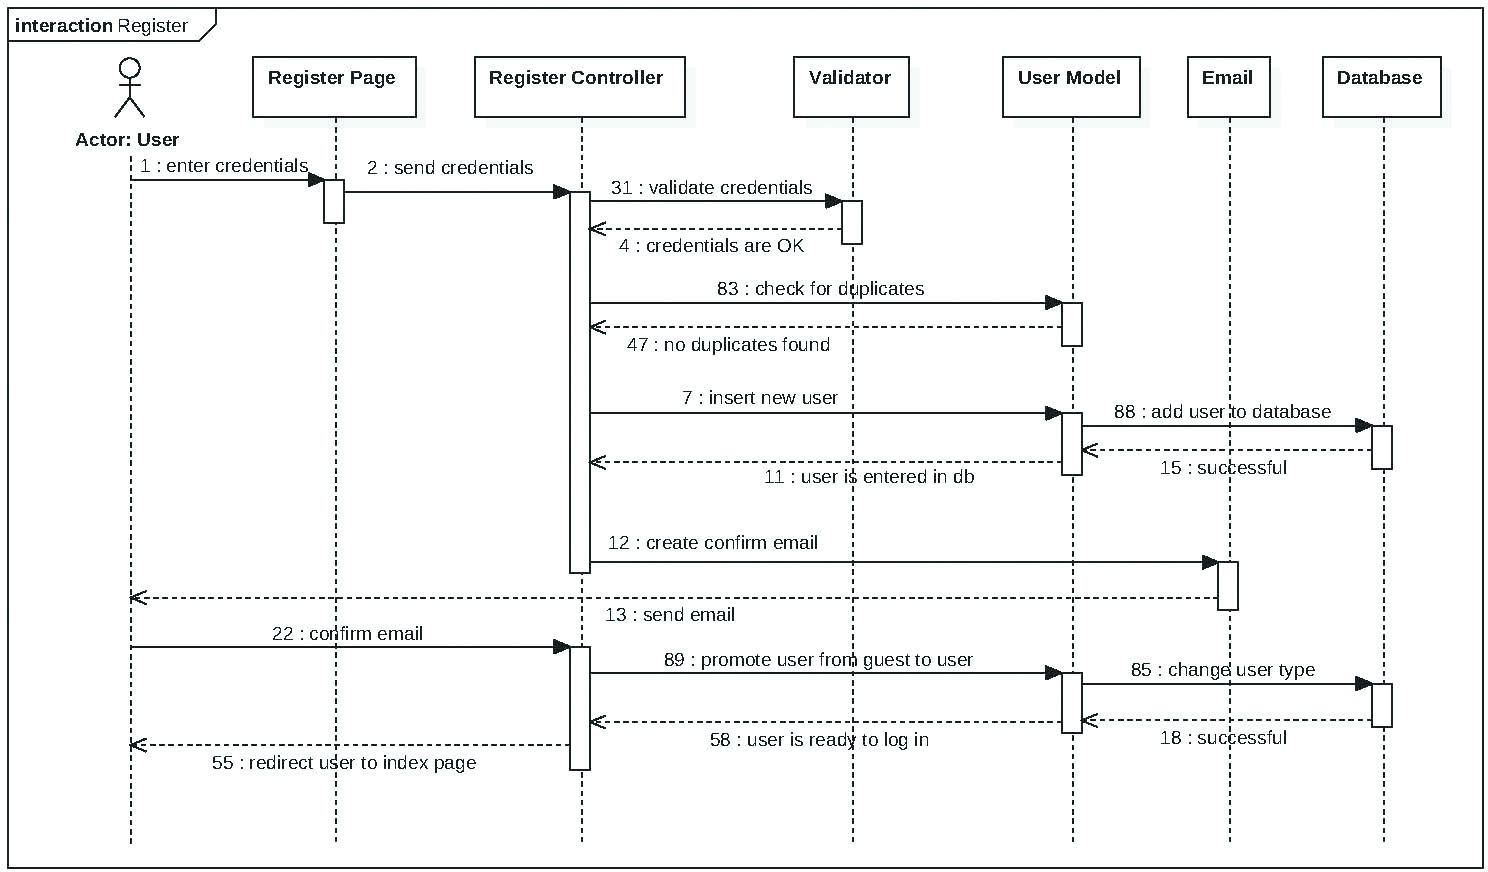 interaction Register
Register Page
Register Controller
Validator
User Model
Email
Database
Actor: User
1 : enter credentials
2 : send credentials
31 : validate credentials
4 : credentials are OK
83 : check for duplicates
47 : no duplicates found
7 : insert new user
88 : add user to database
15 : successful
11 : user is entered in db
12 : create confirm email
13 : send email
22 : confirm email
89 : promote user from guest to user
85 : change user type
18 : successful
58 : user is ready to log in
55 : redirect user to index page